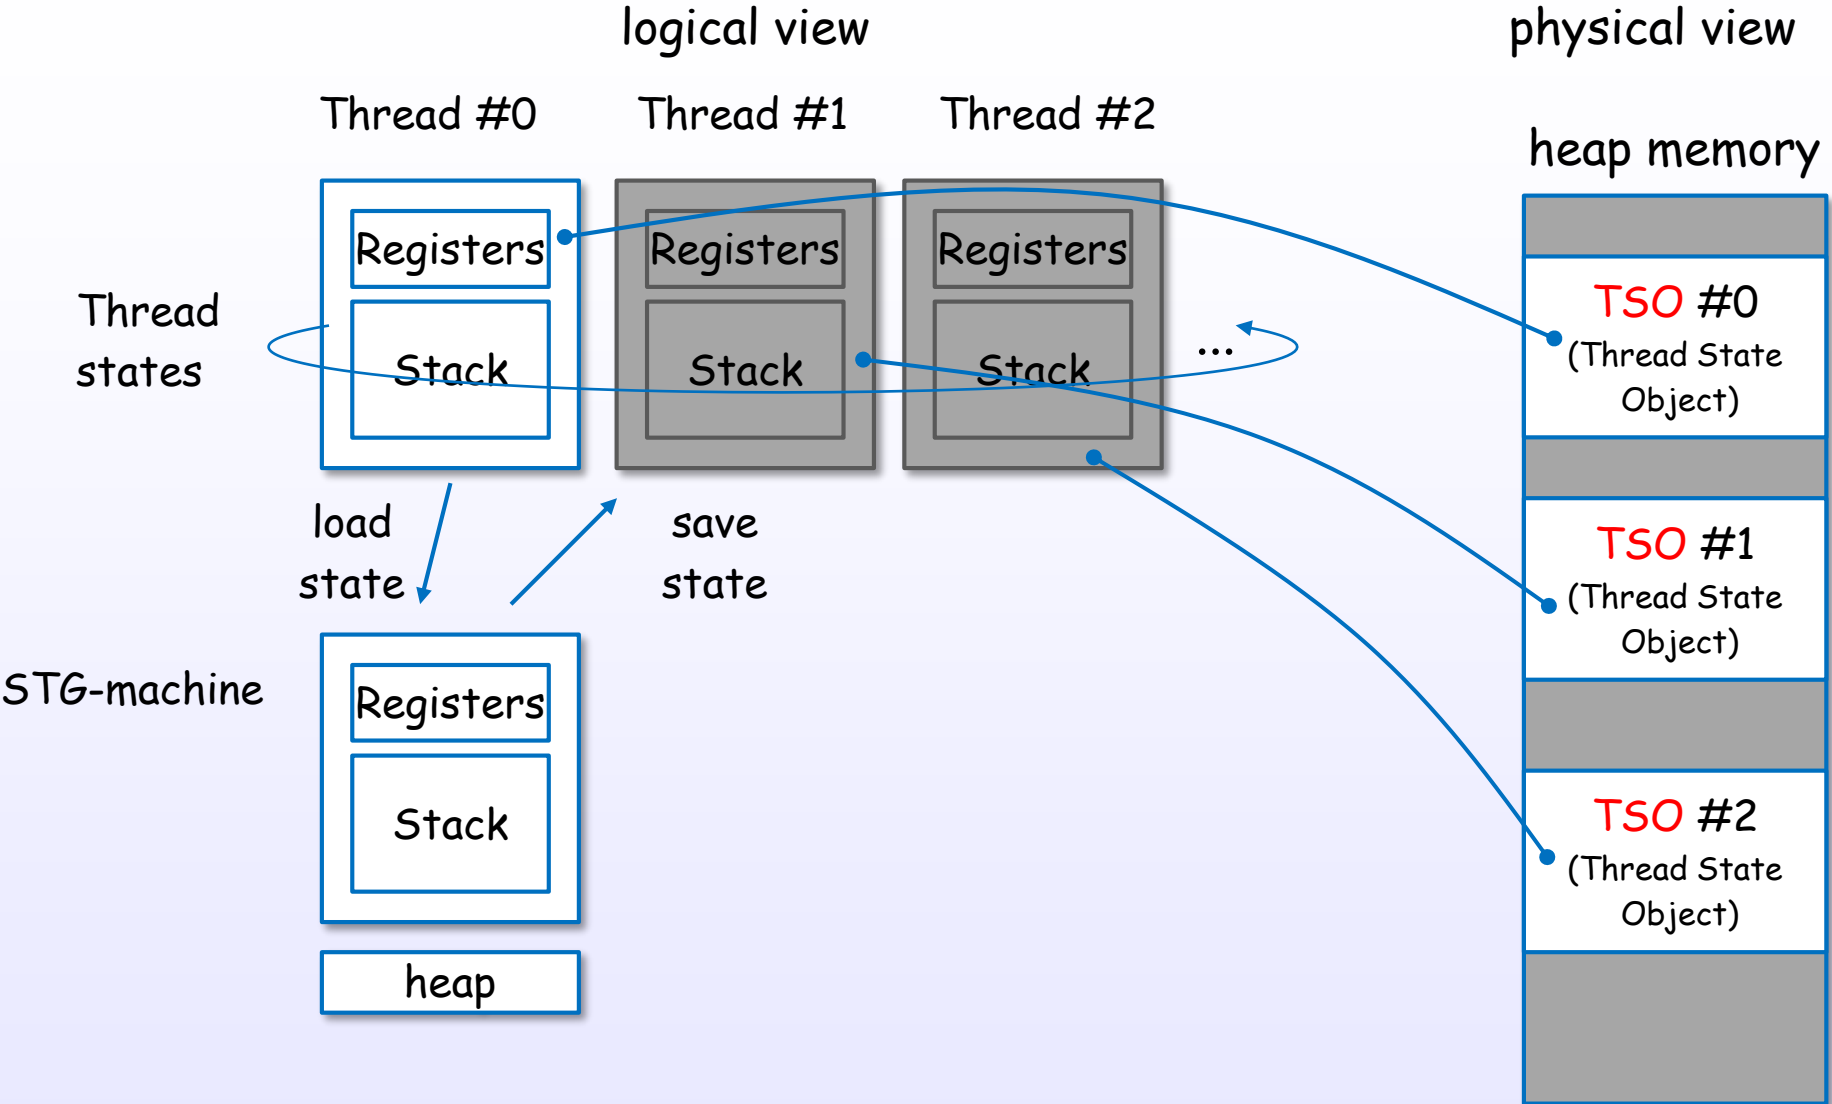 logical view
physical view
Thread #0
Thread #1
Thread #2
heap memory
Registers
Registers
Registers
Thread
states
Stack
Stack
Stack
...
TSO #0
(Thread State
Object)
load
state
save
state
TSO #1
(Thread State
Object)
STG-machine
Registers
Stack
TSO #2
(Thread State
Object)
heap